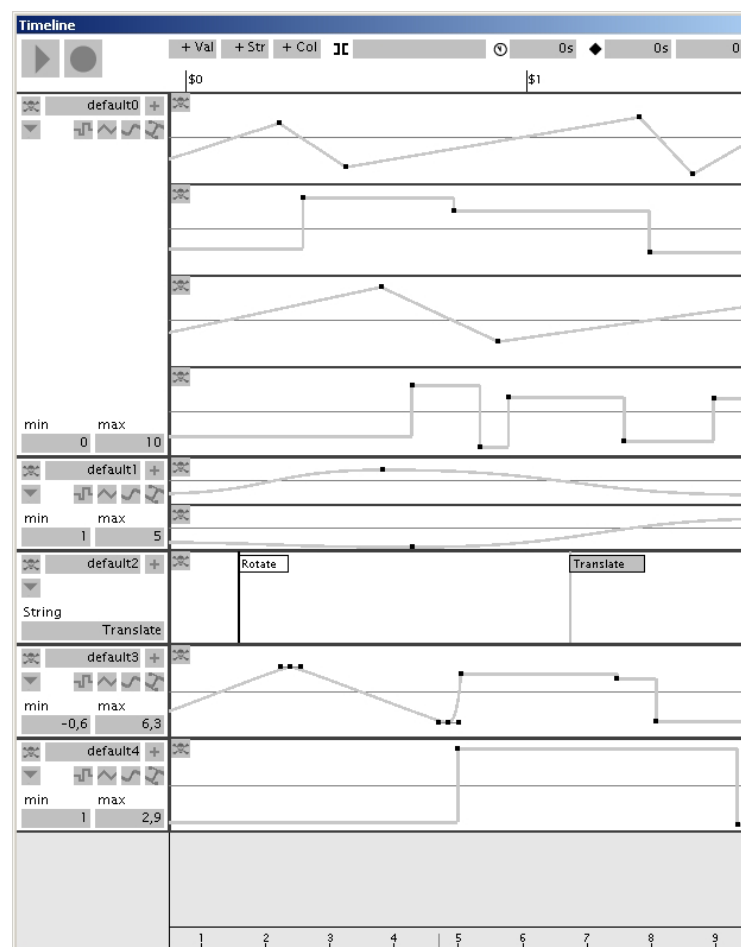 Timeline
+ Val + Str + Col 0s 0s 0
$0 $1
default0 +
min max
0 10
default1 +
min max
1 5
default2 + Rotate Translate
String
Translate
default3 +
min max
-0,6 6,3
default4 +
min max
1 2,9
1 2 3 4 5 6 7 8 9